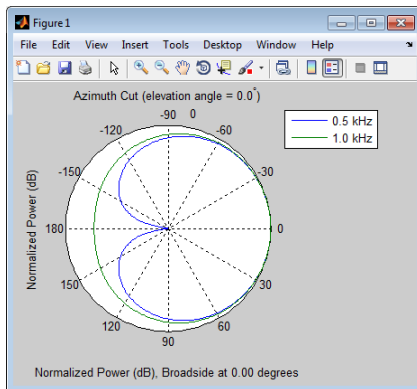 Figure 1
File Edit View Insert Tools Desktop Window Help
Azimuth Cut (elevation angle = 0.0°)
-90 0
-120 -60
0.5 kHz
1.0 kHz
-150 -30
180 0
150 30
120 60
90
Normalized Power (dB)
Normalized Power (dB), Broadside at 0.00 degrees